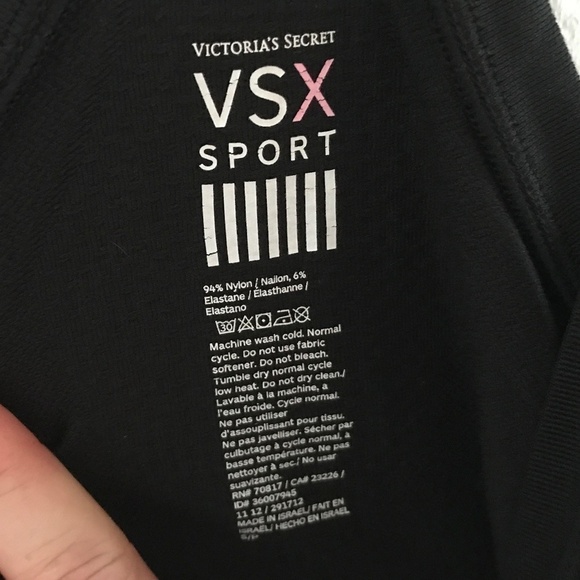 VICTORIA'S SECRET
VSX
SPORT
94% Nylon / Nailon, 6%
Elastane / Élasthanne /
Elastano
30
Machine wash cold. Normal
cycle. Do not use fabric
softener. Do not bleach.
Tumble dry normal cycle
low heat. Do not dry clean./
Lavable à la machine, à
l'eau froide. Cycle normal.
Ne pas utiliser
d'assouplissant pour tissu.
Ne pas javelliser. Sécher par
culbutage à cycle normal, à
basse température. Ne pas
nettoyer à sec./ No usar
suavizante.
RN# 70817 / CA# 23226 /
ID# 36007945
11 12 / 291712
MADE IN ISRAEL/ FAIT EN
ISRAEL/ HECHO EN ISRAEL